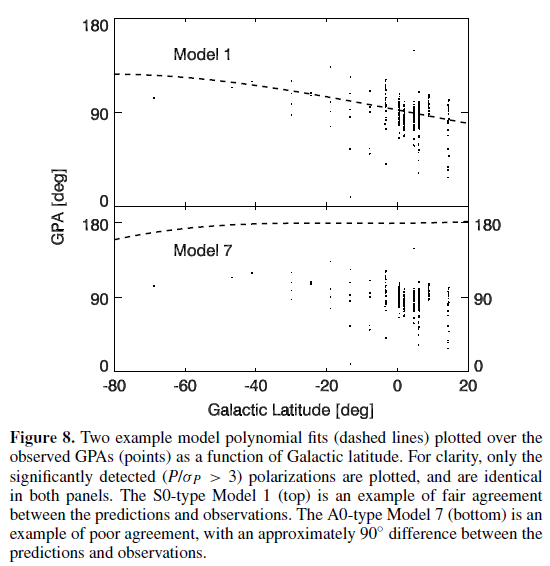 180
Model 1
90
0
GPA [deg]
180
180
Model 7
90
90
0
0
-80 -60 -40 -20 0 20
Galactic Latitude [deg]
Figure 8. Two example model polynomial fits (dashed lines) plotted over the
observed GPAs (points) as a function of Galactic latitude. For clarity, only the
significantly detected (P/σP > 3) polarizations are plotted, and are identical
in both panels. The S0-type Model 1 (top) is an example of fair agreement
between the predictions and observations. The A0-type Model 7 (bottom) is an
example of poor agreement, with an approximately 90° difference between the
predictions and observations.